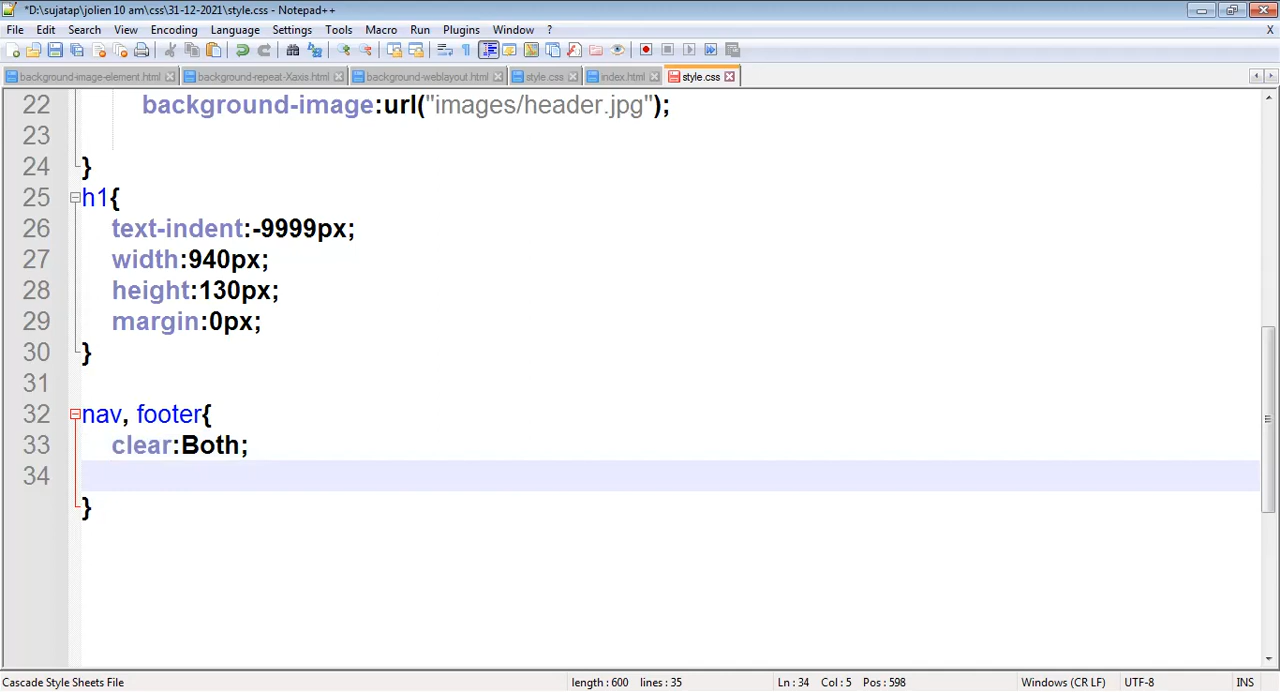 *D:\sujatap\jolien 10 am\css\31-12-2021\style.css - Notepad++
File Edit Search View Encoding Language Settings Tools Macro Run Plugins Window ? X
background-image-element.html background-repeat-Xaxis.html background-weblayout.html style.css index.html style.css
22 background-image:url("images/header.jpg");
23
24 }
25 h1{
26 text-indent:-9999px;
27 width:940px;
28 height:130px;
29 margin:0px;
30 }
31
32 nav, footer{
33 clear:Both;
34
}
Cascade Style Sheets File length : 600 lines : 35 Ln : 34 Col : 5 Pos : 598 Windows (CR LF) UTF-8 INS